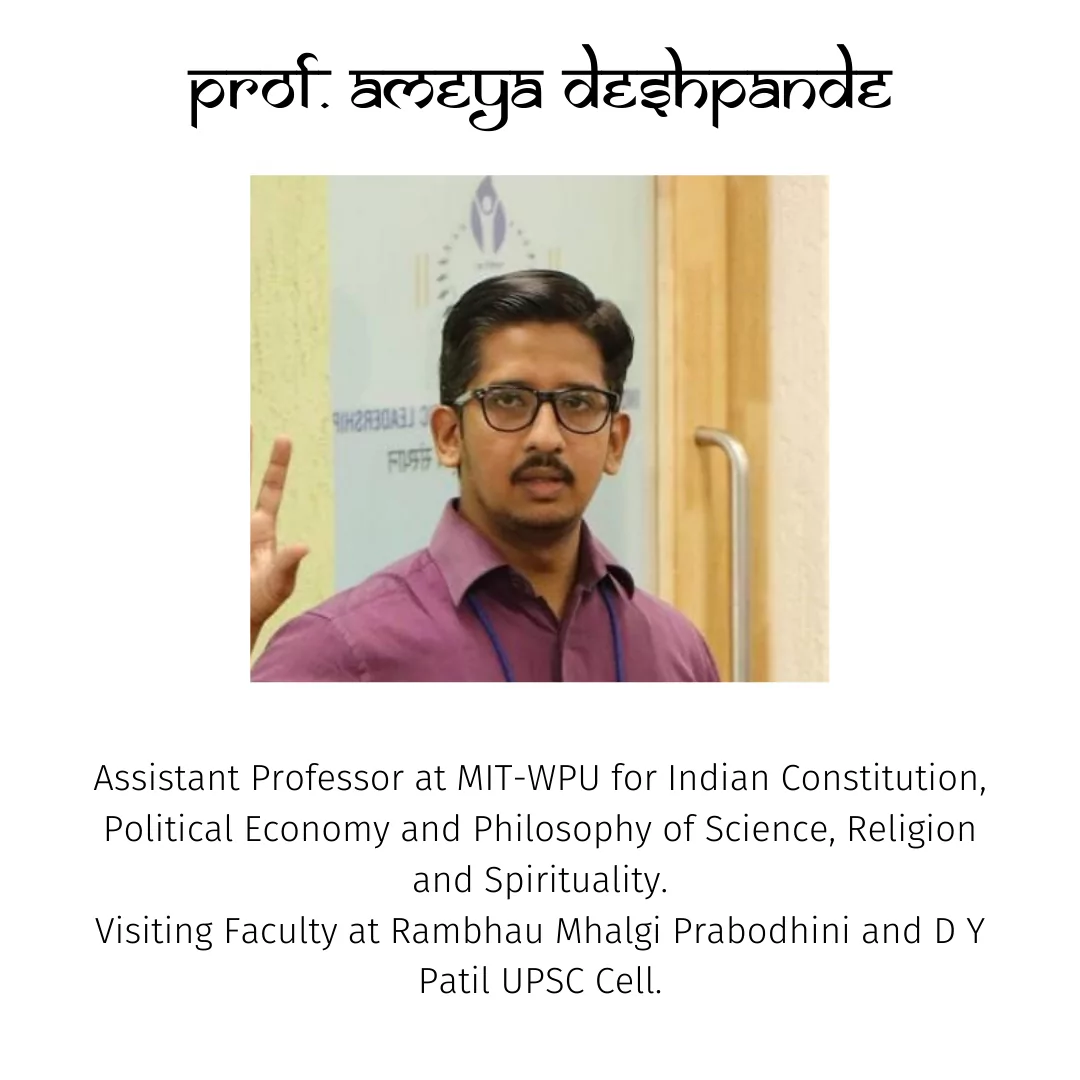 prof. ameya deshpande
LEADERSHIP
Assistant Professor at MIT-WPU for Indian Constitution,
Political Economy and Philosophy of Science, Religion
and Spirituality.
Visiting Faculty at Rambhau Mhalgi Prabodhini and D Y
Patil UPSC Cell.